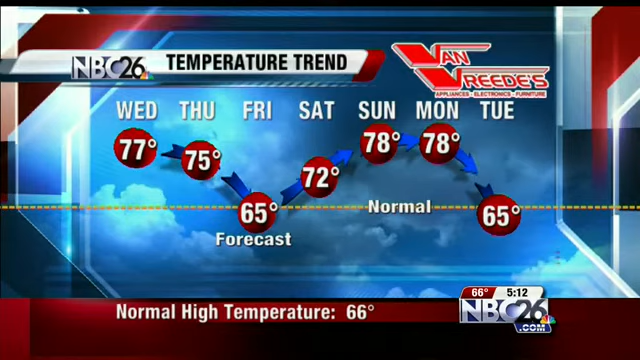 NBC26 TEMPERATURE TREND
VAN VREEDE'S
APPLIANCES - ELECTRONICS - FURNITURE
WED THU FRI SAT SUN MON TUE
77° 75° 65° 72° 78° 78° 65°
Normal
Forecast
66° 5:12
Normal High Temperature: 66°
NBC26
.COM